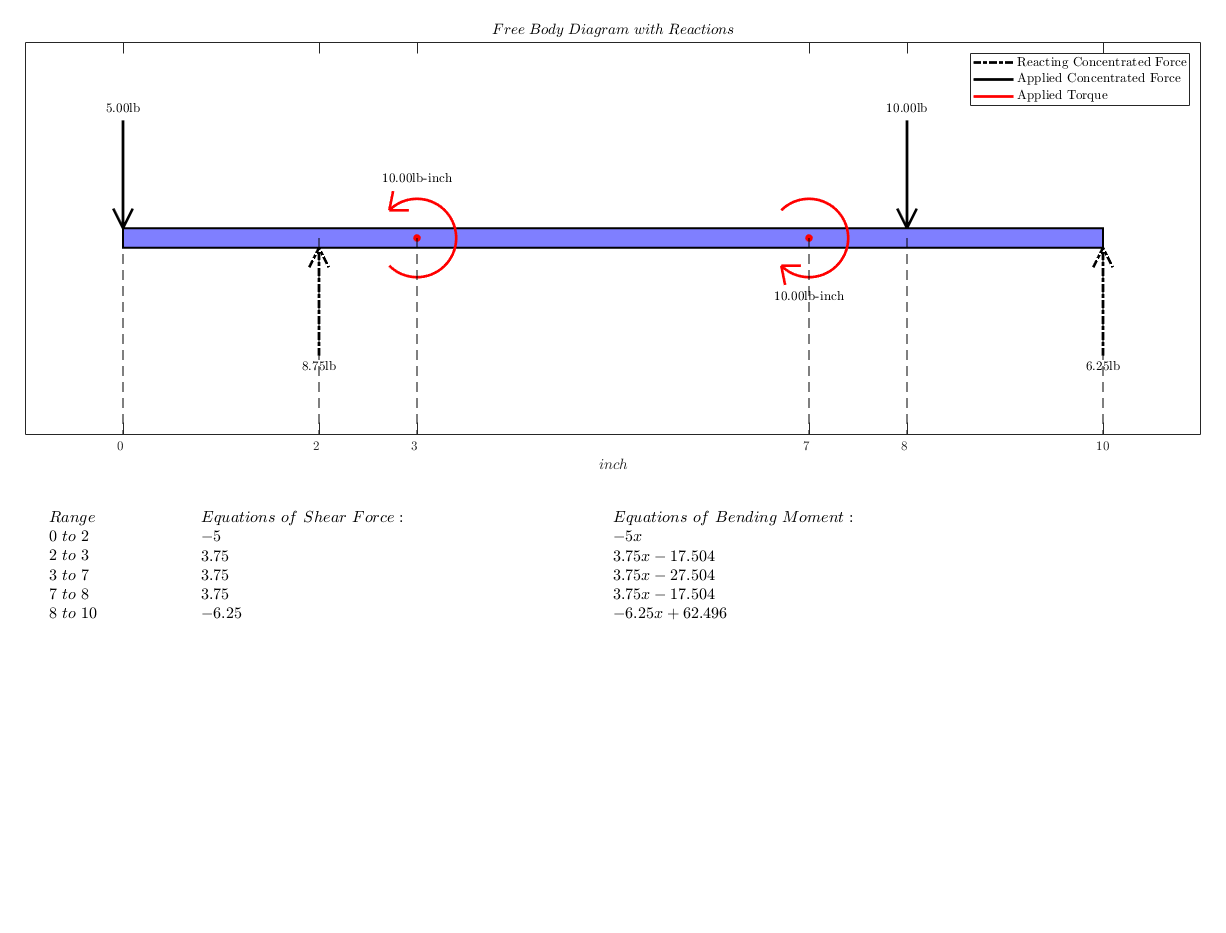 Free Body Diagram with Reactions
Reacting Concentrated Force
Applied Concentrated Force
Applied Torque
5.00lb
10.00lb
10.00lb-inch
10.00lb-inch
8.75lb
6.25lb
0 2 3 7 8 10
inch
Range Equations of Shear Force : Equations of Bending Moment :
0 to 2 −5 −5x
2 to 3 3.75 3.75x − 17.504
3 to 7 3.75 3.75x − 27.504
7 to 8 3.75 3.75x − 17.504
8 to 10 −6.25 −6.25x + 62.496